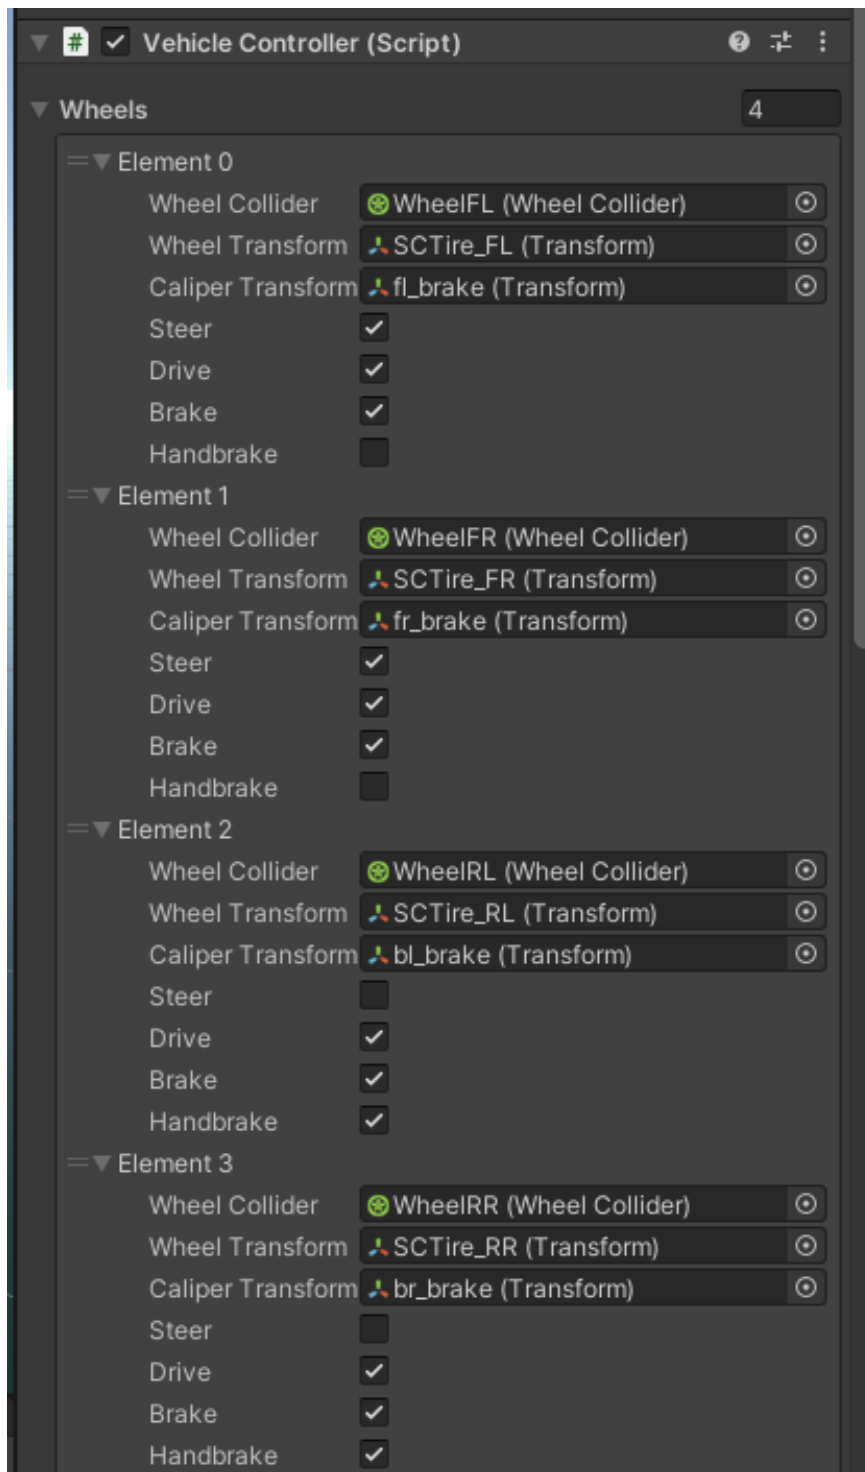 # Vehicle Controller (Script)
Wheels 4
Element 0
Wheel Collider WheelFL (Wheel Collider)
Wheel Transform SCTire_FL (Transform)
Caliper Transform fl_brake (Transform)
Steer
Drive
Brake
Handbrake
Element 1
Wheel Collider WheelFR (Wheel Collider)
Wheel Transform SCTire_FR (Transform)
Caliper Transform fr_brake (Transform)
Steer
Drive
Brake
Handbrake
Element 2
Wheel Collider WheelRL (Wheel Collider)
Wheel Transform SCTire_RL (Transform)
Caliper Transform bl_brake (Transform)
Steer
Drive
Brake
Handbrake
Element 3
Wheel Collider WheelRR (Wheel Collider)
Wheel Transform SCTire_RR (Transform)
Caliper Transform br_brake (Transform)
Steer
Drive
Brake
Handbrake